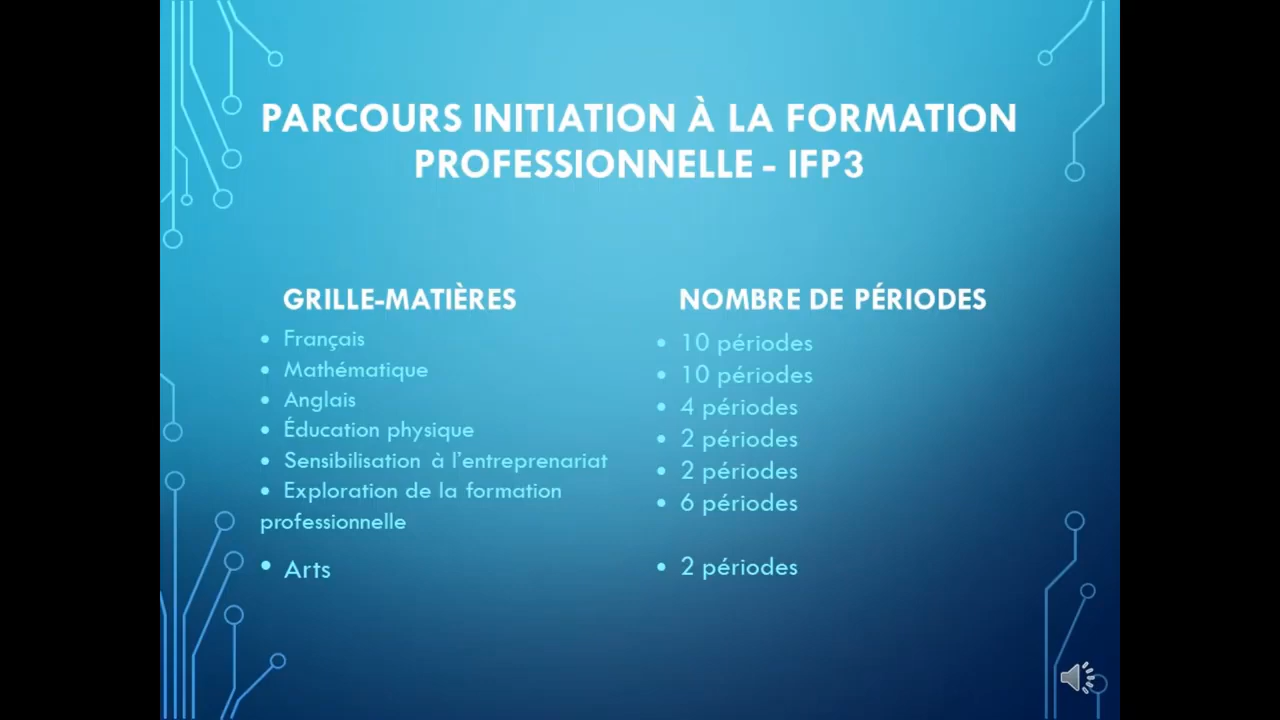 PARCOURS INITIATION À LA FORMATION
PROFESSIONNELLE - IFP3
GRILLE-MATIÈRES
• Français
• Mathématique
• Anglais
• Éducation physique
• Sensibilisation à l'entreprenariat
• Exploration de la formation
professionnelle
• Arts
NOMBRE DE PÉRIODES
• 10 périodes
• 10 périodes
• 4 périodes
• 2 périodes
• 2 périodes
• 6 périodes
• 2 périodes